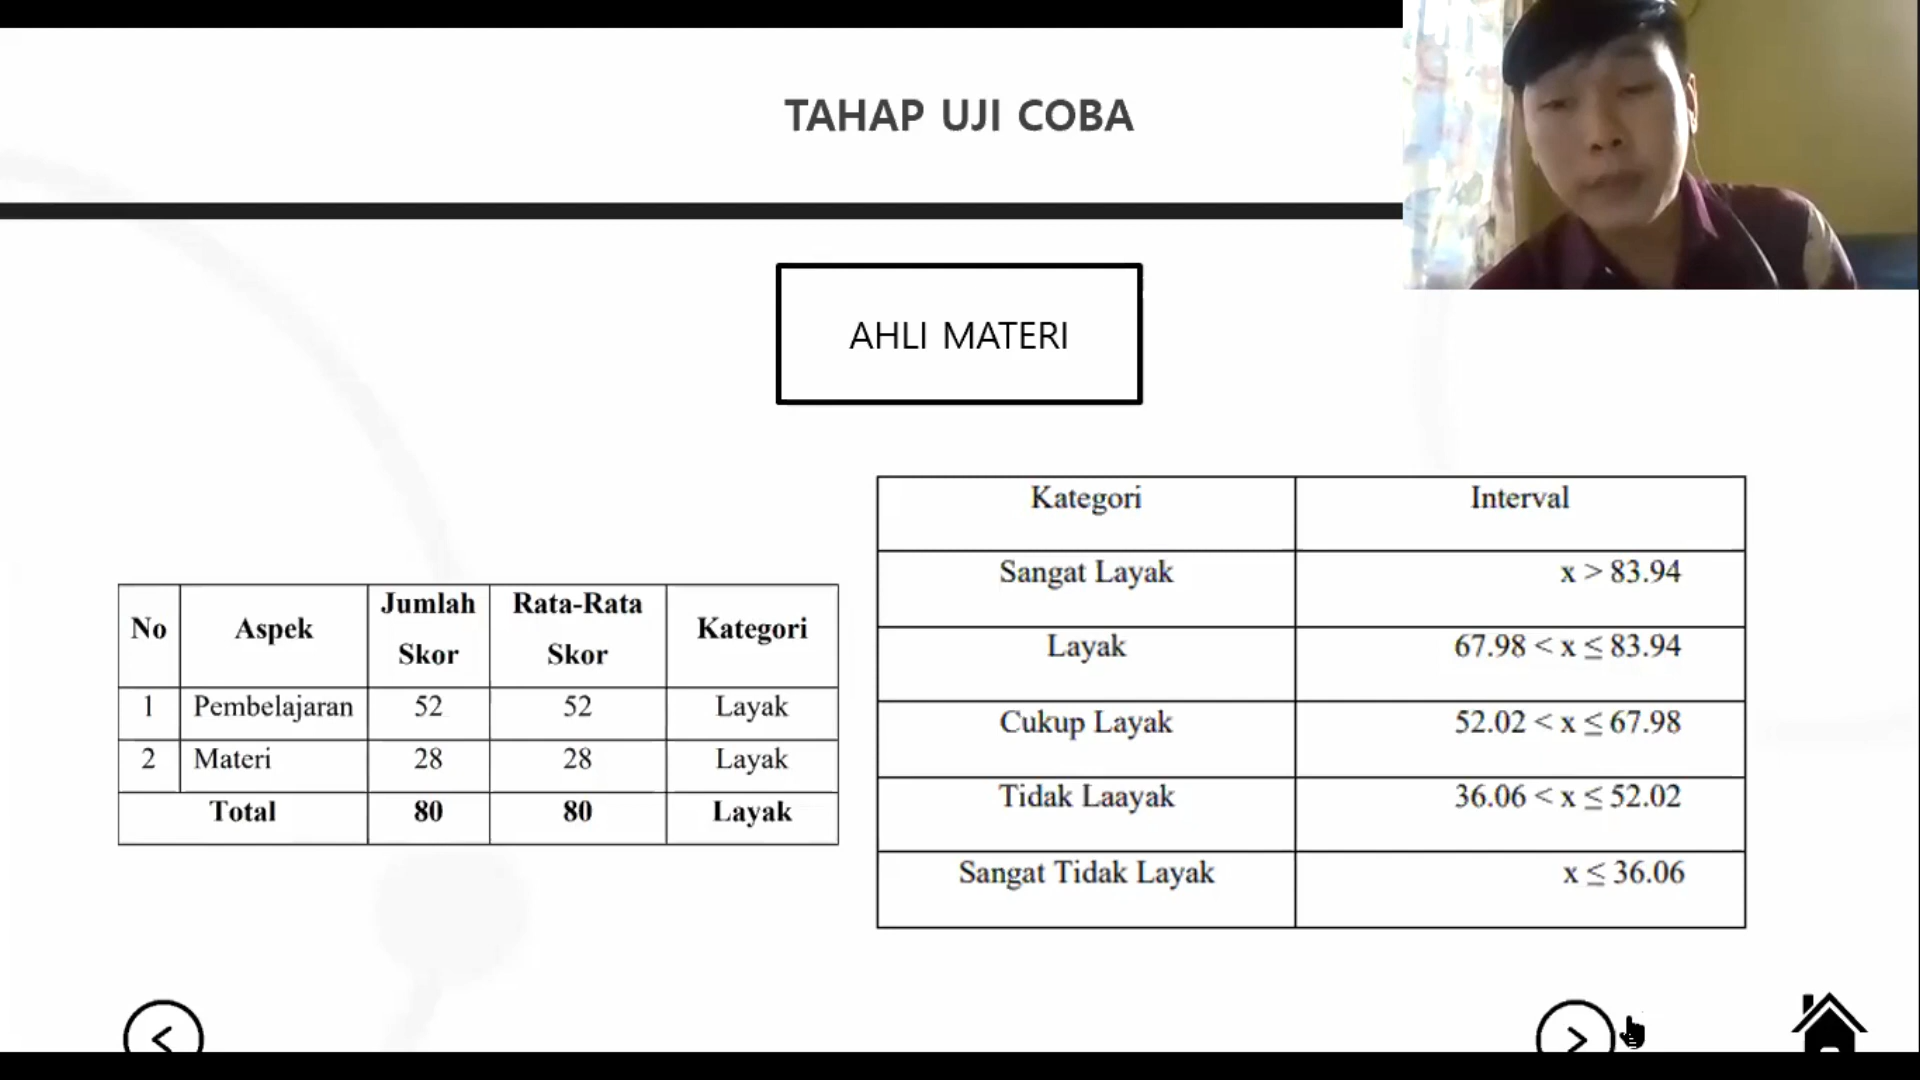 TAHAP UJI COBA
AHLI MATERI
No Aspek Jumlah Skor Rata-Rata Skor Kategori
1 Pembelajaran 52 52 Layak
2 Materi 28 28 Layak
Total 80 80 Layak
Kategori Interval
Sangat Layak x > 83.94
Layak 67.98 < x ≤ 83.94
Cukup Layak 52.02 < x ≤ 67.98
Tidak Laayak 36.06 < x ≤ 52.02
Sangat Tidak Layak x ≤ 36.06